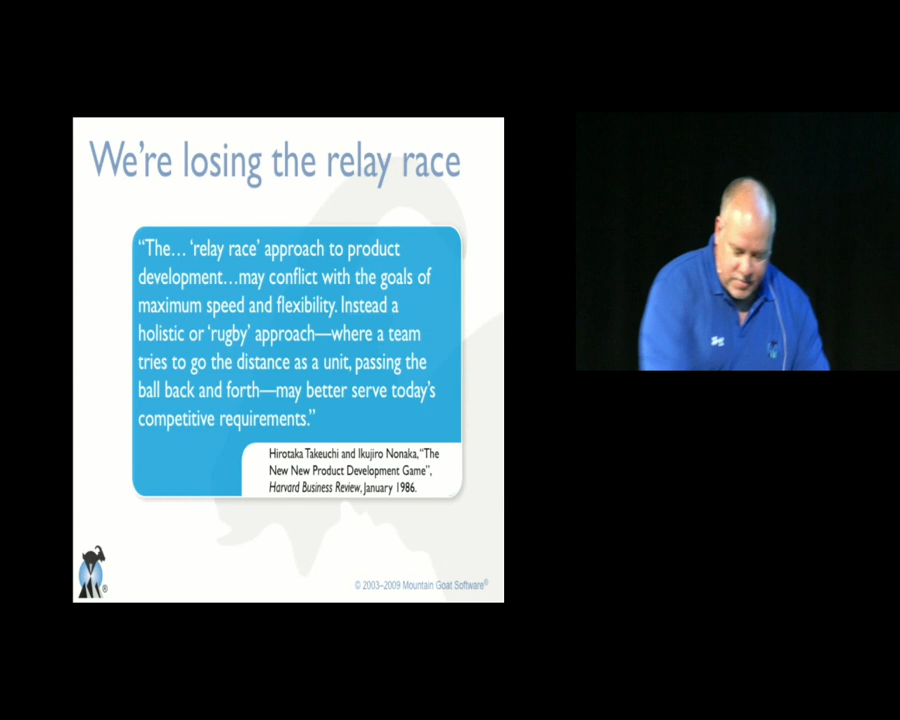 We're losing the relay race
“The... ‘relay race’ approach to product
development...may conflict with the goals of
maximum speed and flexibility. Instead a
holistic or ‘rugby’ approach—where a team
tries to go the distance as a unit, passing the
ball back and forth—may better serve today’s
competitive requirements.”
Hirotaka Takeuchi and Ikujiro Nonaka, “The
New New Product Development Game”,
Harvard Business Review, January 1986.
®
© 2003–2009 Mountain Goat Software®